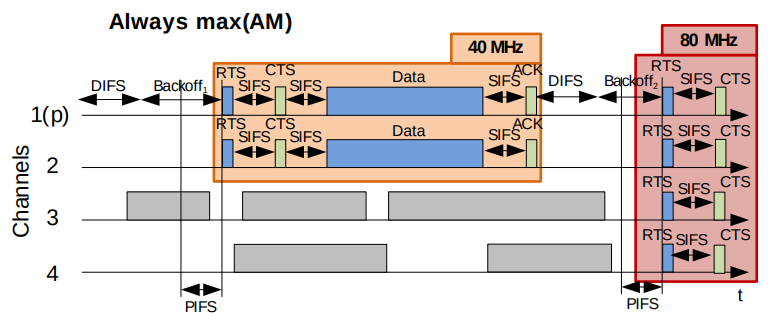 Always max(AM)
40 MHz
80 MHz
DIFS
Backoff₁
RTS
SIFS
CTS
SIFS
Data
SIFS
ACK
DIFS
Backoff₂
RTS
SIFS
CTS
1(p)
RTS
SIFS
CTS
SIFS
Data
SIFS
ACK
RTS
SIFS
CTS
2
Channels
RTS
SIFS
CTS
3
RTS
SIFS
CTS
4
PIFS
PIFS
t